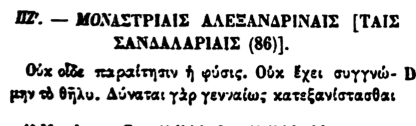 ΠΓ'. — ΜΟΝΑΣΤΡΙΑΙΣ ΑΛΕΞΑΝΔΡΙΝΑΙΣ [ΤΑΙΣ
ΣΑΝΔΑΛΑΡΙΑΙΣ (86)].
Οὐκ οἶδε παραίτησιν ἡ φύσις. Οὐκ ἔχει συγγνώ- D
μην τὸ θῆλυ. Δύναται γὰρ γενναίως κατεξανίστασθαι